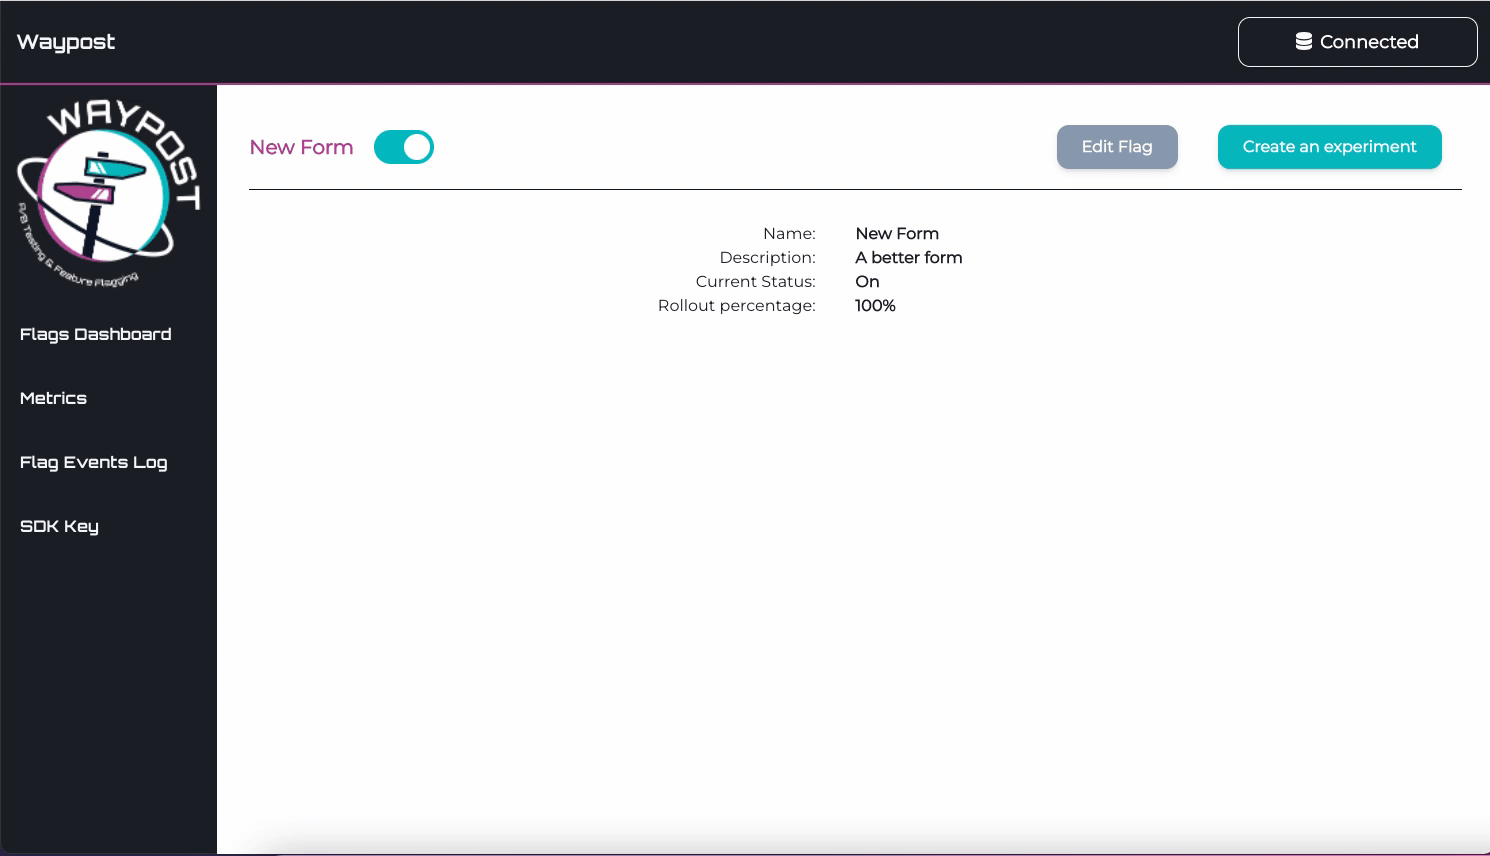 Waypost
Connected
WAYPOST
A/B Testing & Feature Flagging
New Form
Edit Flag
Create an experiment
Name: New Form
Description: A better form
Current Status: On
Rollout percentage: 100%
Flags Dashboard
Metrics
Flag Events Log
SDK Key